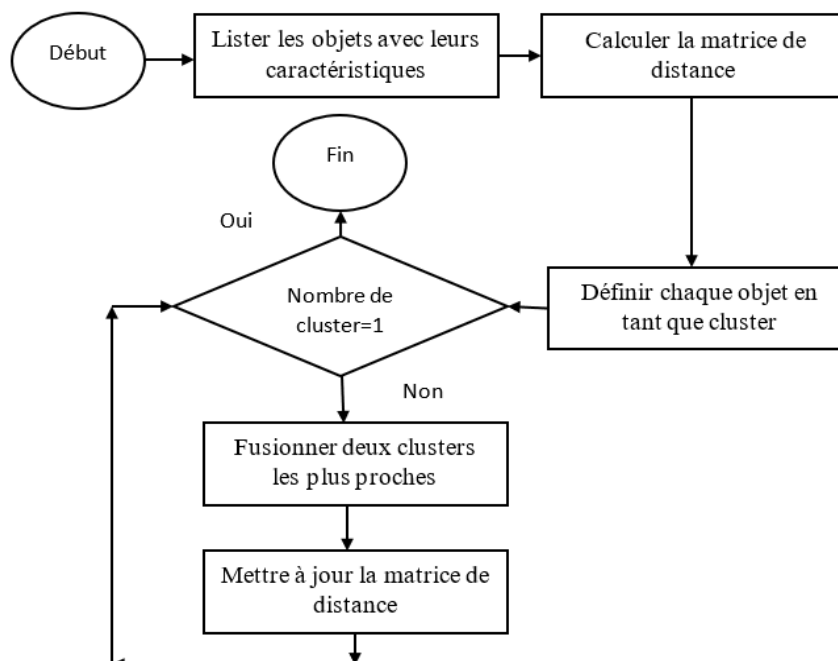 Début
Lister les objets avec leurs
caractéristiques
Calculer la matrice de
distance
Définir chaque objet en
tant que cluster
Nombre de
cluster=1
Oui
Fin
Non
Fusionner deux clusters
les plus proches
Mettre à jour la matrice de
distance